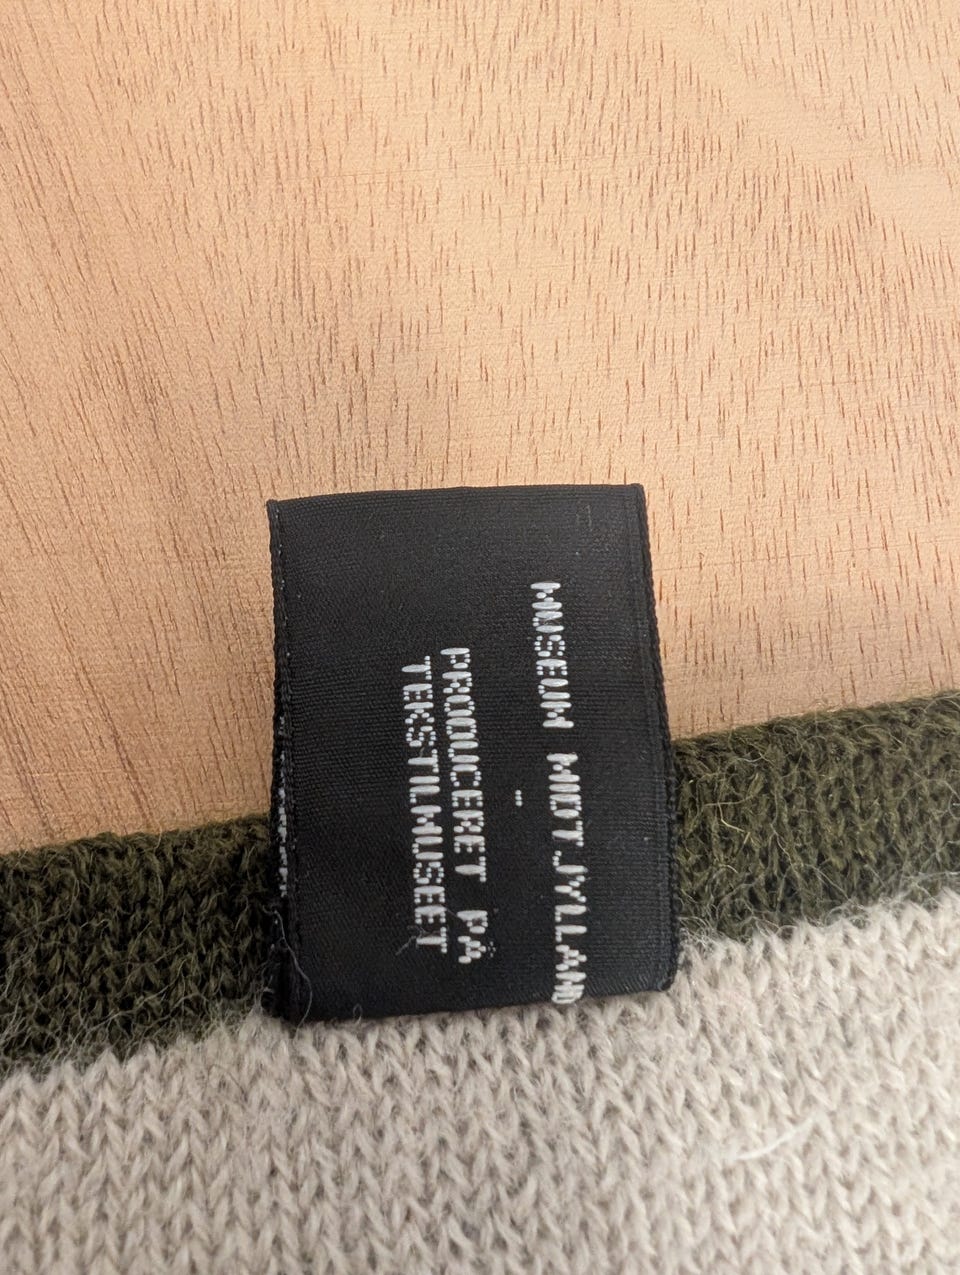 MUSEUM MIDTJYLLAND
-
PRODUCERET PÅ
TEKSTILMUSEET